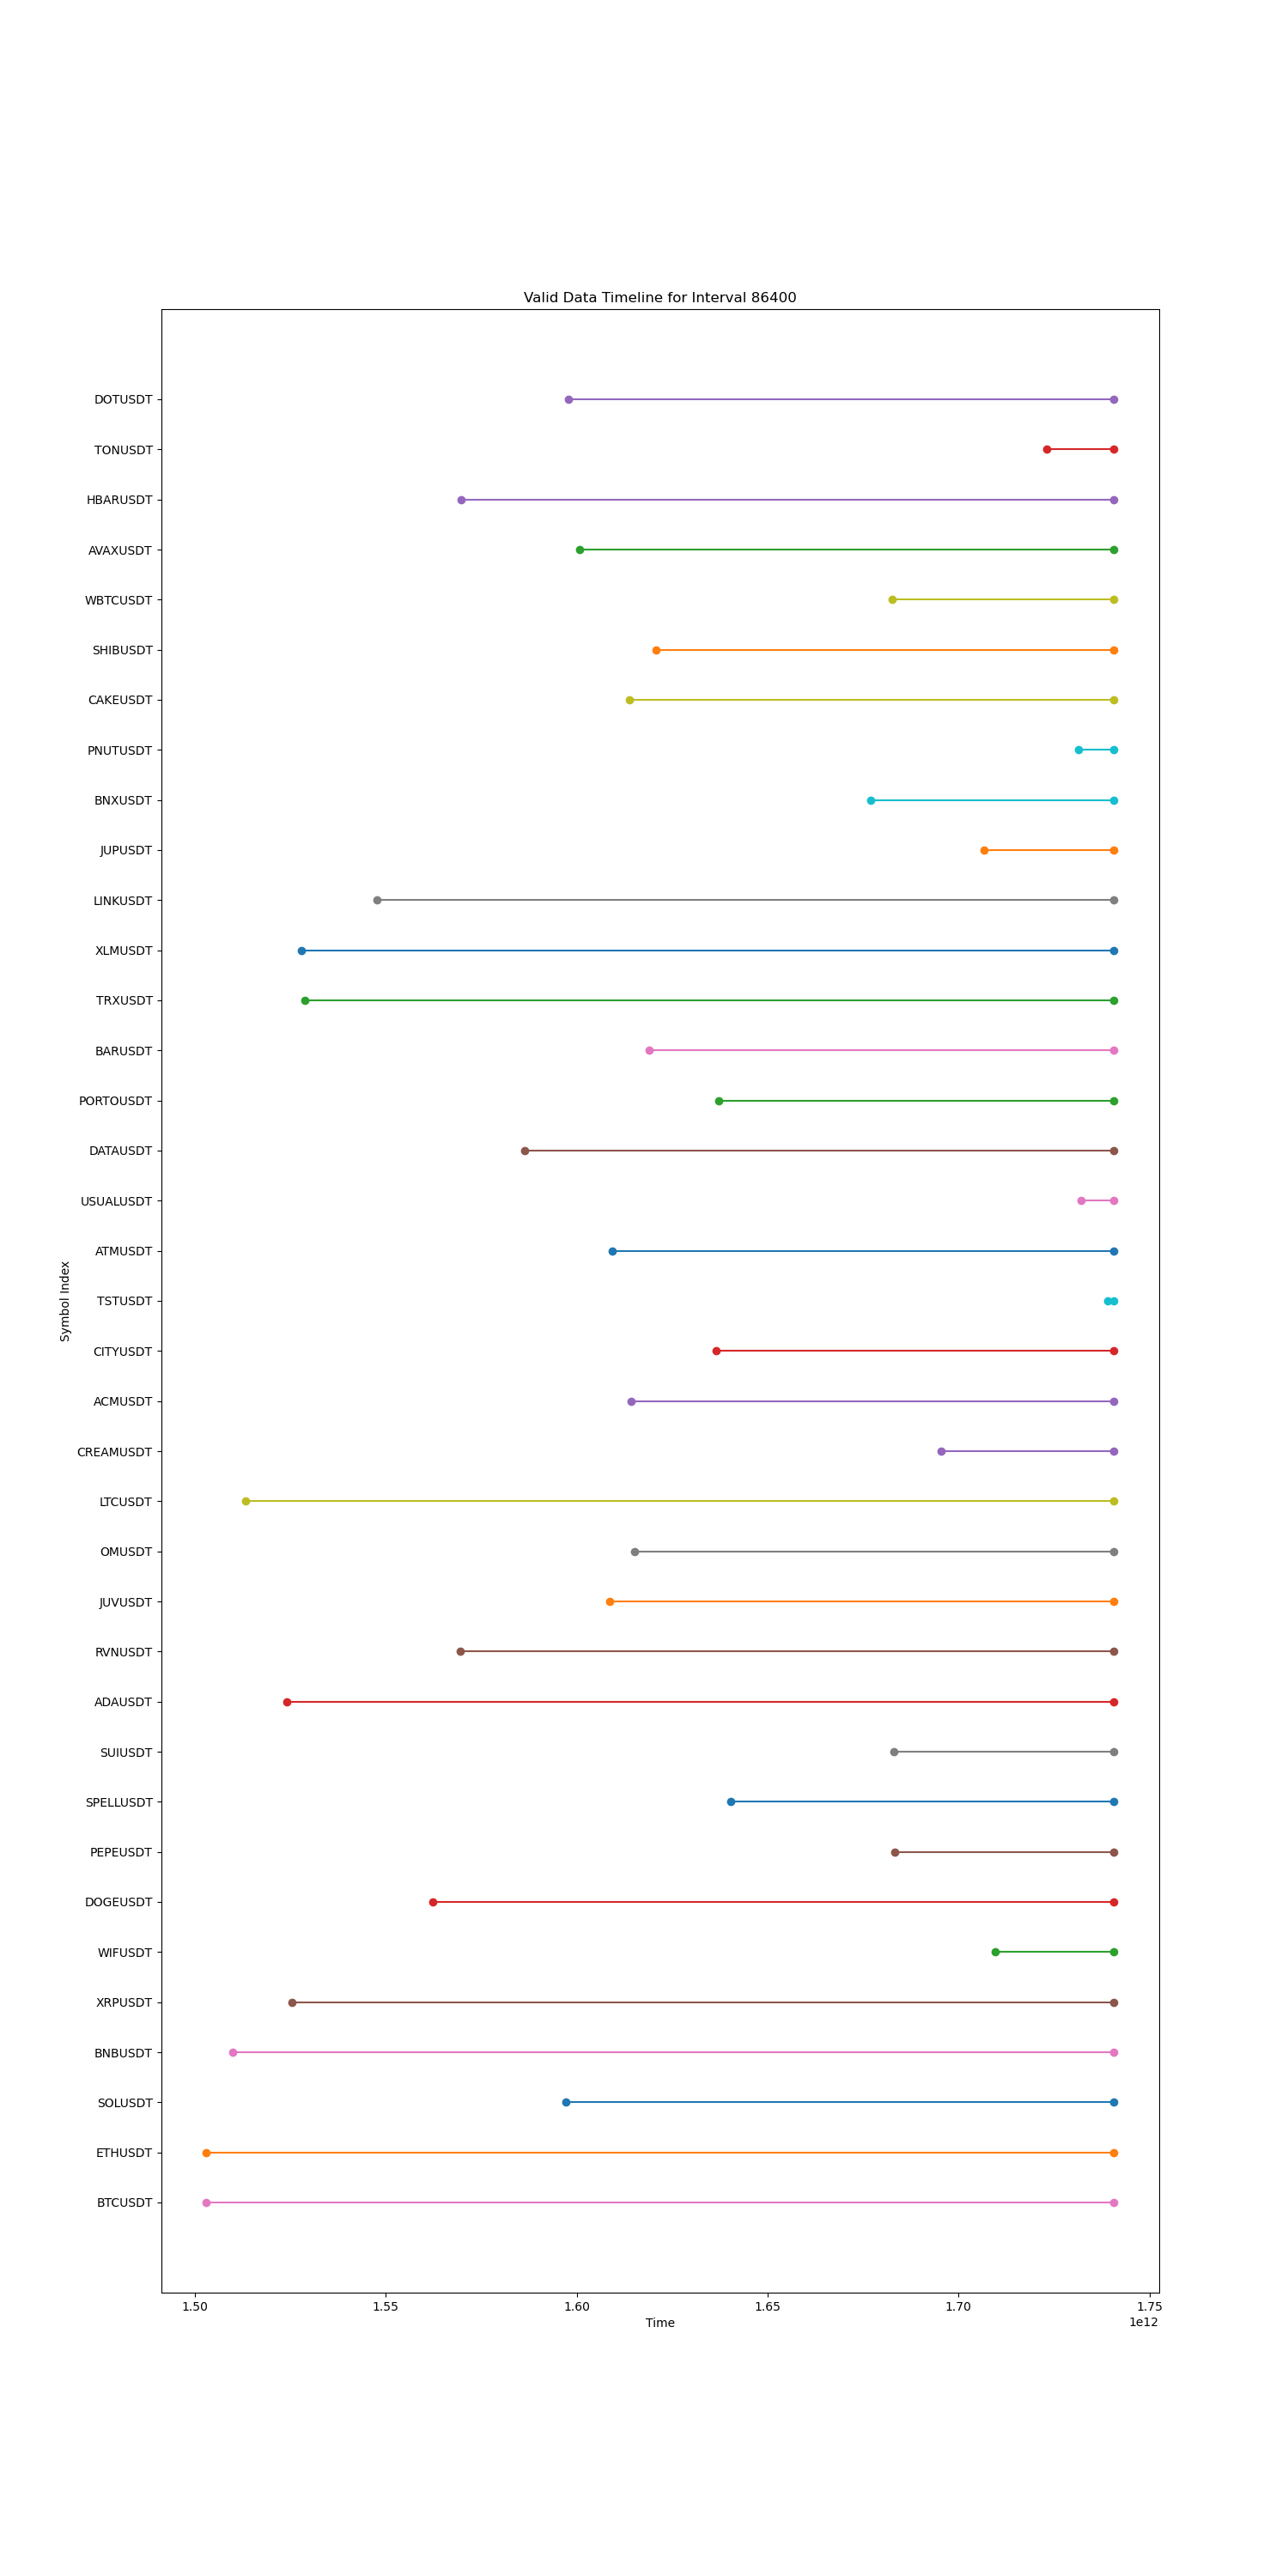 Valid Data Timeline for Interval 86400
DOTUSDT
TONUSDT
HBARUSDT
AVAXUSDT
WBTCUSDT
SHIBUSDT
CAKEUSDT
PNUTUSDT
BNXUSDT
JUPUSDT
LINKUSDT
XLMUSDT
TRXUSDT
BARUSDT
PORTOUSDT
DATAUSDT
USUALUSDT
ATMUSDT
Symbol Index
TSTUSDT
CITYUSDT
ACMUSDT
CREAMUSDT
LTCUSDT
OMUSDT
JUVUSDT
RVNUSDT
ADAUSDT
SUIUSDT
SPELLUSDT
PEPEUSDT
DOGEUSDT
WIFUSDT
XRPUSDT
BNBUSDT
SOLUSDT
ETHUSDT
BTCUSDT
1.50 1.55 1.60 1.65 1.70 1.75
Time
1e12